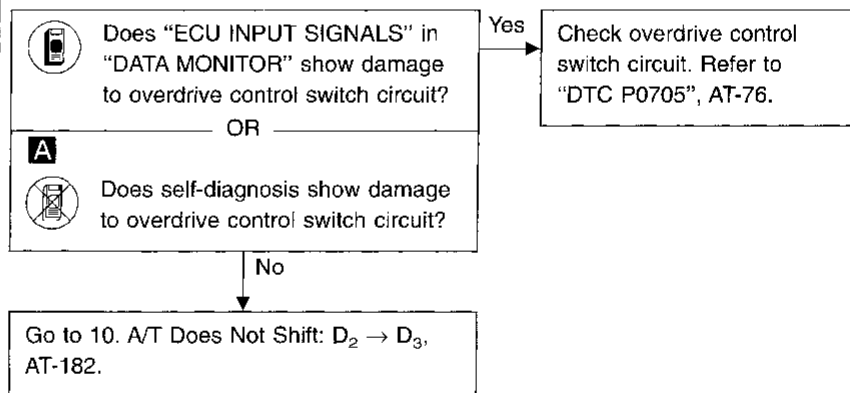 Does “ECU INPUT SIGNALS” in
“DATA MONITOR” show damage
to overdrive control switch circuit?
Yes
Check overdrive control
switch circuit. Refer to
“DTC P0705”, AT-76.
OR
A
Does self-diagnosis show damage
to overdrive control switch circuit?
No
Go to 10. A/T Does Not Shift: D₂ → D₃,
AT-182.